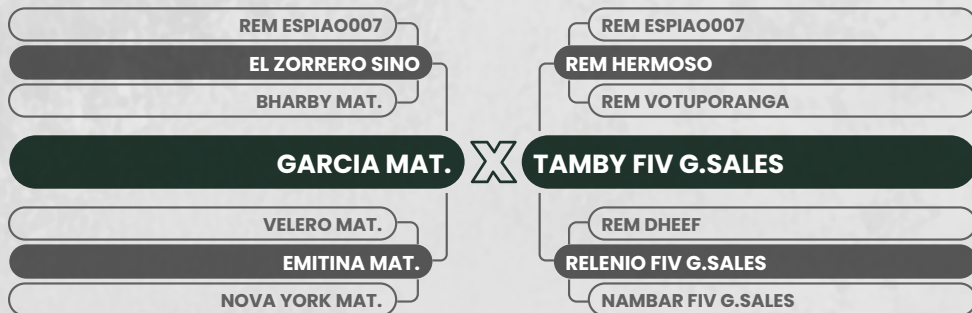 REM ESPIAO007
EL ZORRERO SINO
BHARBY MAT.
GARCIA MAT.
VELERO MAT.
EMITINA MAT.
NOVA YORK MAT.
X
REM ESPIAO007
REM HERMOSO
REM VOTUPORANGA
TAMBY FIV G.SALES
REM DHEEF
RELENIO FIV G.SALES
NAMBAR FIV G.SALES